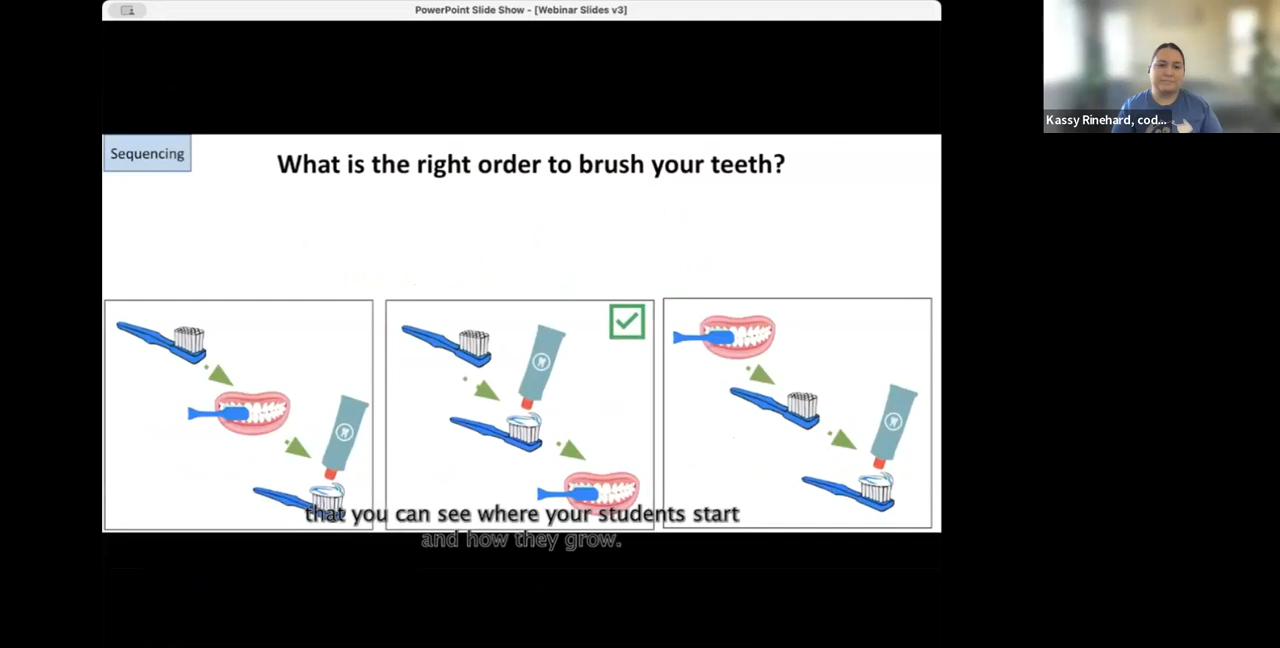 PowerPoint Slide Show - [Webinar Slides v3]
Kassy Rinehard, cod...
Sequencing
What is the right order to brush your teeth?
that you can see where your students start
and how they grow.